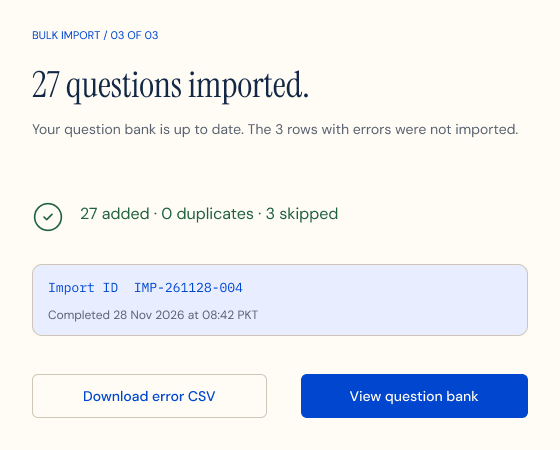 BULK IMPORT / 03 OF 03
27 questions imported.
Your question bank is up to date. The 3 rows with errors were not imported.
27 added · 0 duplicates · 3 skipped
Import ID  IMP-261128-004
Completed 28 Nov 2026 at 08:42 PKT
Download error CSV
View question bank